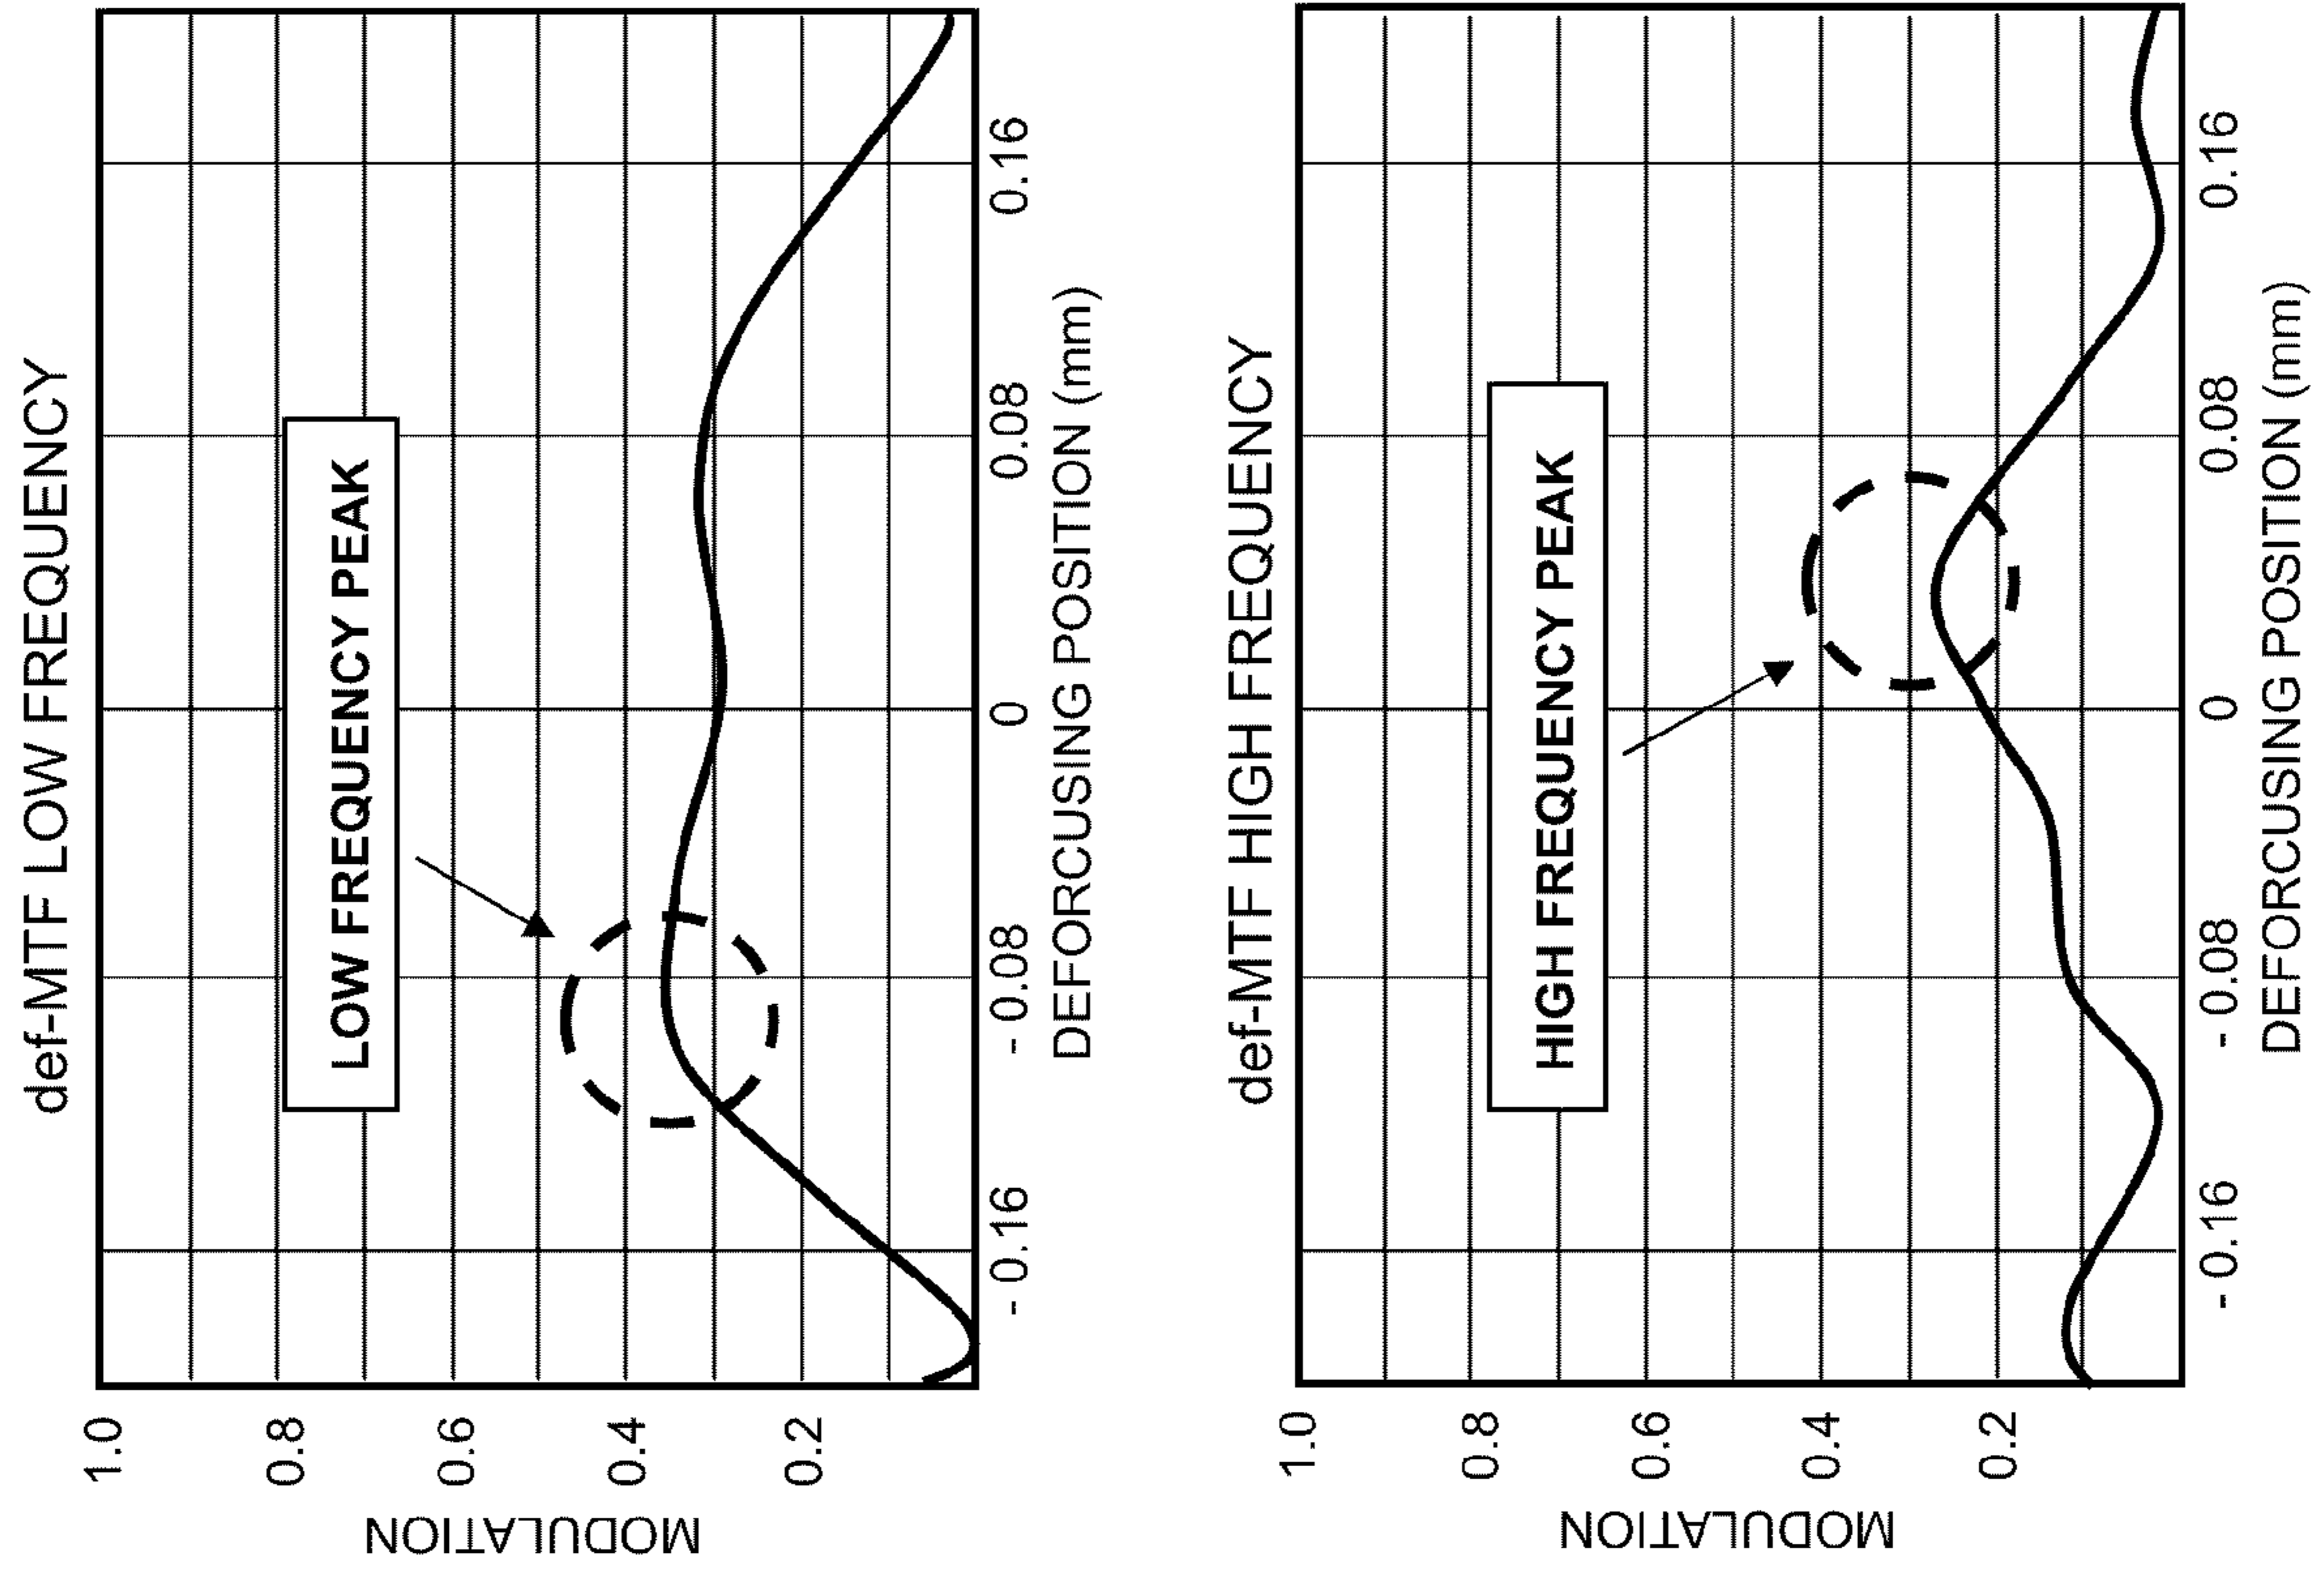 def-MTF LOW FREQUENCY
LOW FREQUENCY PEAK
MODULATION
1.0
0.8
0.6
0.4
0.2
- 0.16
- 0.08
0
0.08
0.16
DEFORCUSING POSITION (mm)
def-MTF HIGH FREQUENCY
HIGH FREQUENCY PEAK
MODULATION
1.0
0.8
0.6
0.4
0.2
- 0.16
- 0.08
0
0.08
0.16
DEFORCUSING POSITION (mm)